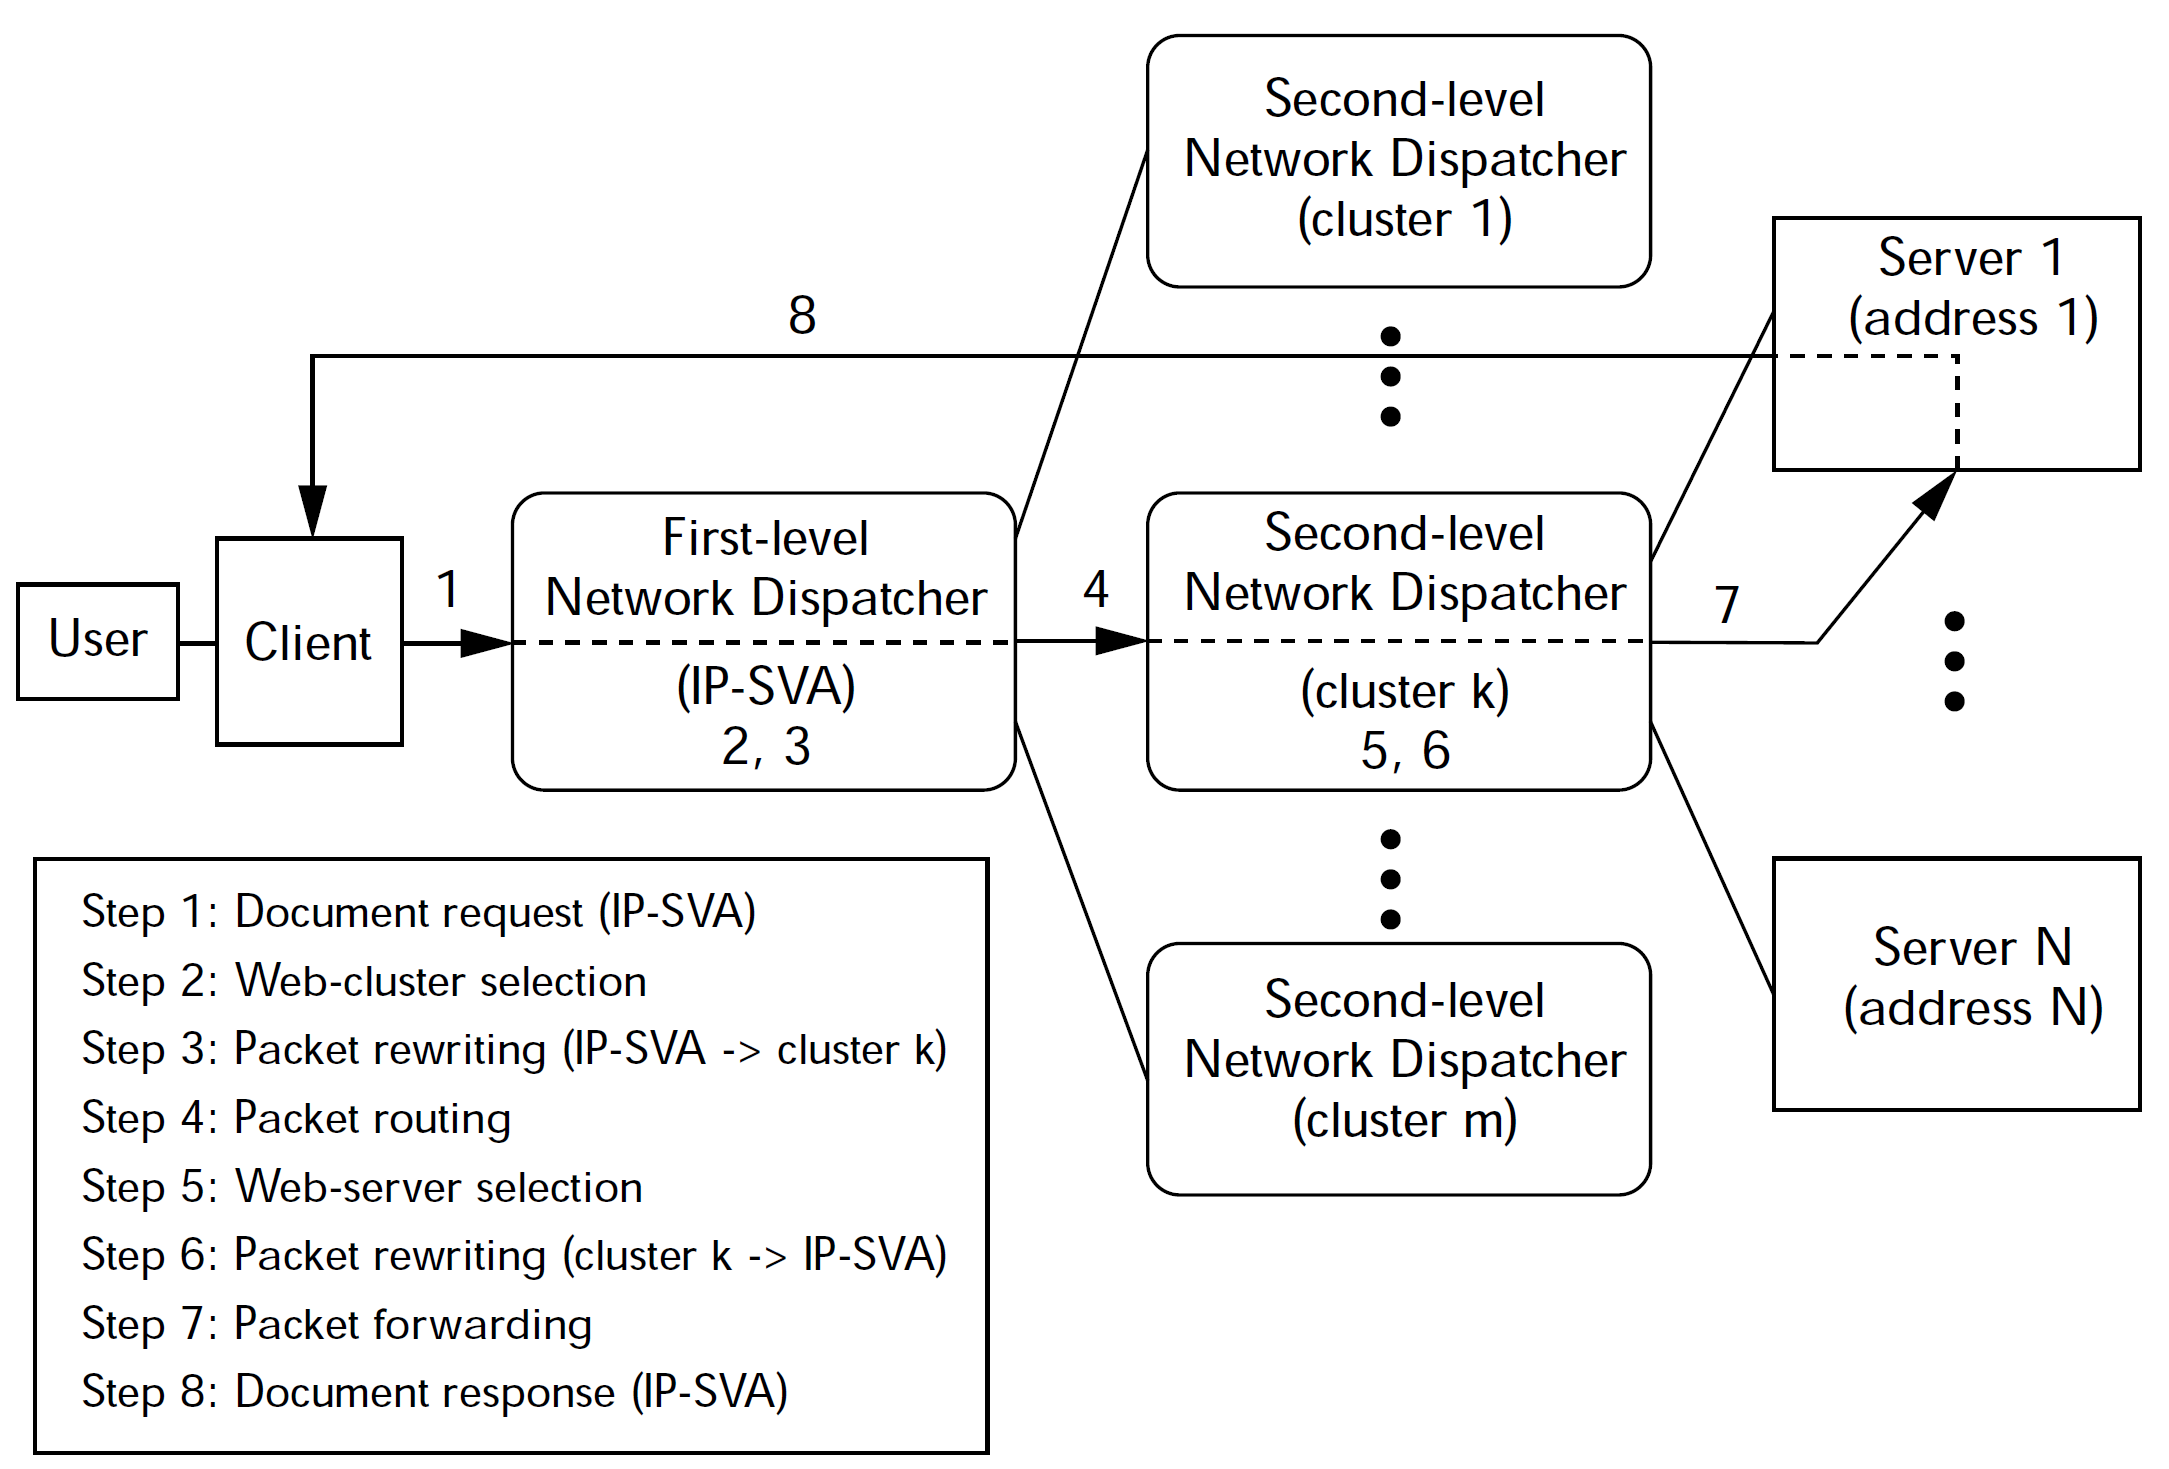 Second-level
Network Dispatcher
(cluster 1)
Server 1
(address 1)
8
First-level
Network Dispatcher
(IP-SVA)
2, 3
Second-level
Network Dispatcher
(cluster k)
5, 6
User
Client
1
4
7
Server N
(address N)
Second-level
Network Dispatcher
(cluster m)
Step 1: Document request (IP-SVA)
Step 2: Web-cluster selection
Step 3: Packet rewriting (IP-SVA -> cluster k)
Step 4: Packet routing
Step 5: Web-server selection
Step 6: Packet rewriting (cluster k -> IP-SVA)
Step 7: Packet forwarding
Step 8: Document response (IP-SVA)